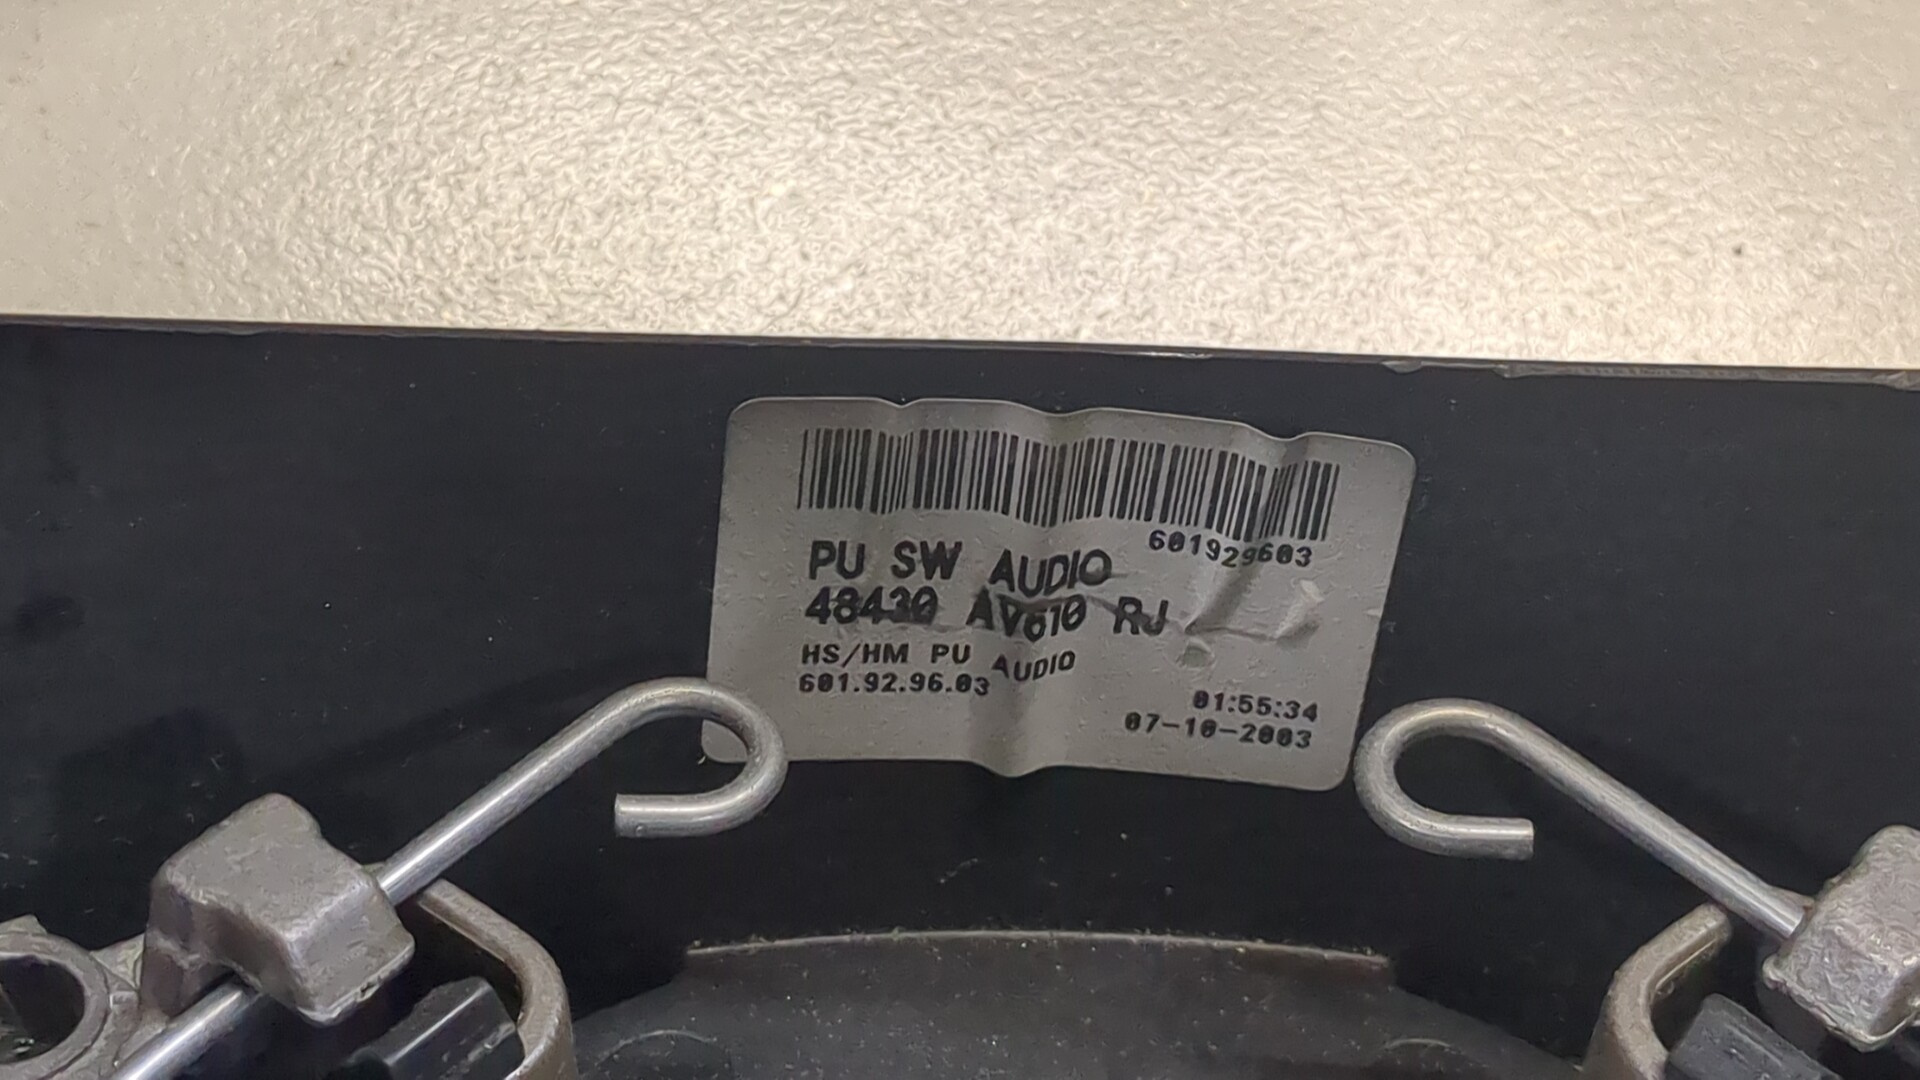 601929603
PU SW AUDIO
48430 AV610 RJ
HS/HM PU AUDIO
601.92.96.03
01:55:34
07-10-2003